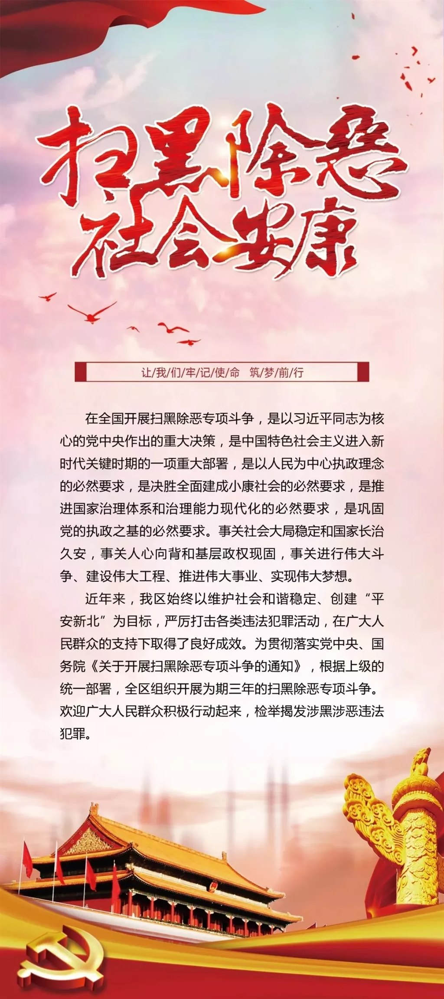 扫黑除恶
社会安康
让/我/们/牢/记/使/命 筑/梦/前/行
在全国开展扫黑除恶专项斗争，是以习近平同志为核
心的党中央作出的重大决策，是中国特色社会主义进入新
时代关键时期的一项重大部署，是以人民为中心执政理念
的必然要求，是决胜全面建成小康社会的必然要求，是推
进国家治理体系和治理能力现代化的必然要求，是巩固
党的执政之基的必然要求。事关社会大局稳定和国家长治
久安，事关人心向背和基层政权现固，事关进行伟大斗
争、建设伟大工程、推进伟大事业、实现伟大梦想。
近年来，我区始终以维护社会和谐稳定、创建“平
安新北”为目标，严厉打击各类违法犯罪活动，在广大人
民群众的支持下取得了良好成效。为贯彻落实党中央、国
务院《关于开展扫黑除恶专项斗争的通知》，根据上级的
统一部署，全区组织开展为期三年的扫黑除恶专项斗争。
欢迎广大人民群众积极行动起来，检举揭发涉黑涉恶违法
犯罪。